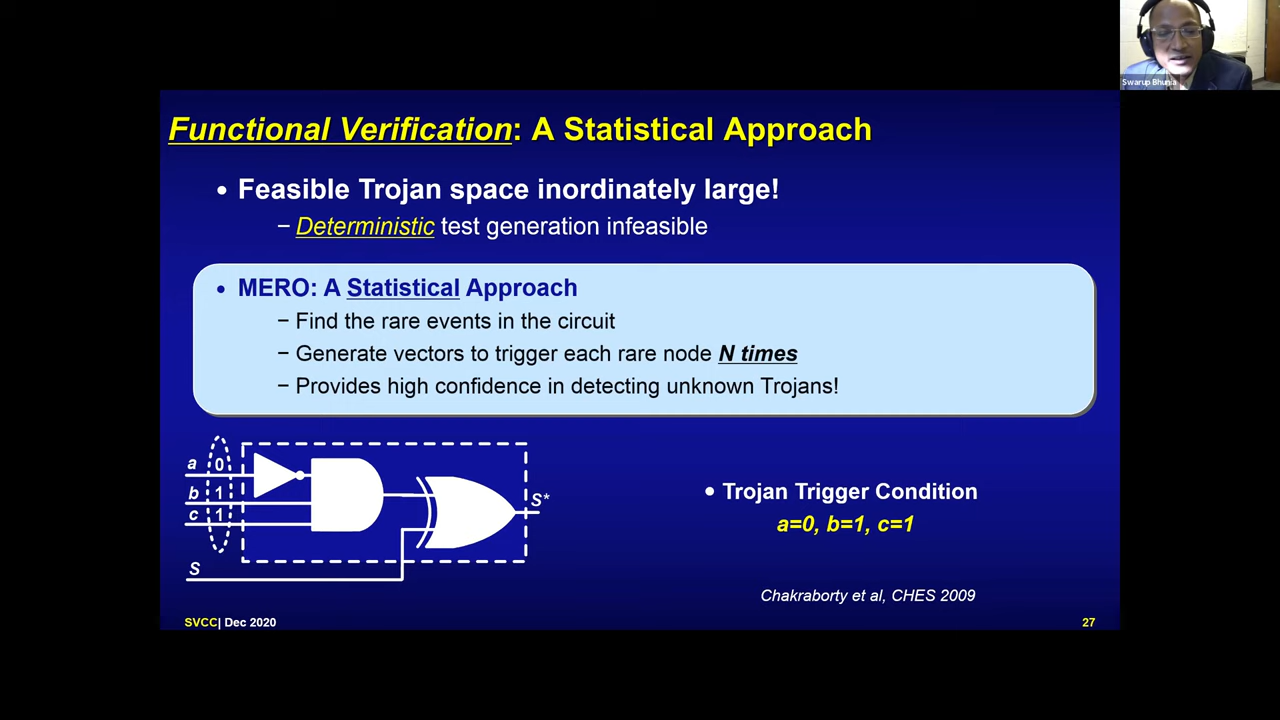 Swarup Bhunia
Functional Verification: A Statistical Approach
• Feasible Trojan space inordinately large!
– Deterministic test generation infeasible
• MERO: A Statistical Approach
– Find the rare events in the circuit
– Generate vectors to trigger each rare node N times
– Provides high confidence in detecting unknown Trojans!
a 0
b 1
c 1
S
S*
• Trojan Trigger Condition
a=0, b=1, c=1
Chakraborty et al, CHES 2009
SVCC| Dec 2020
27